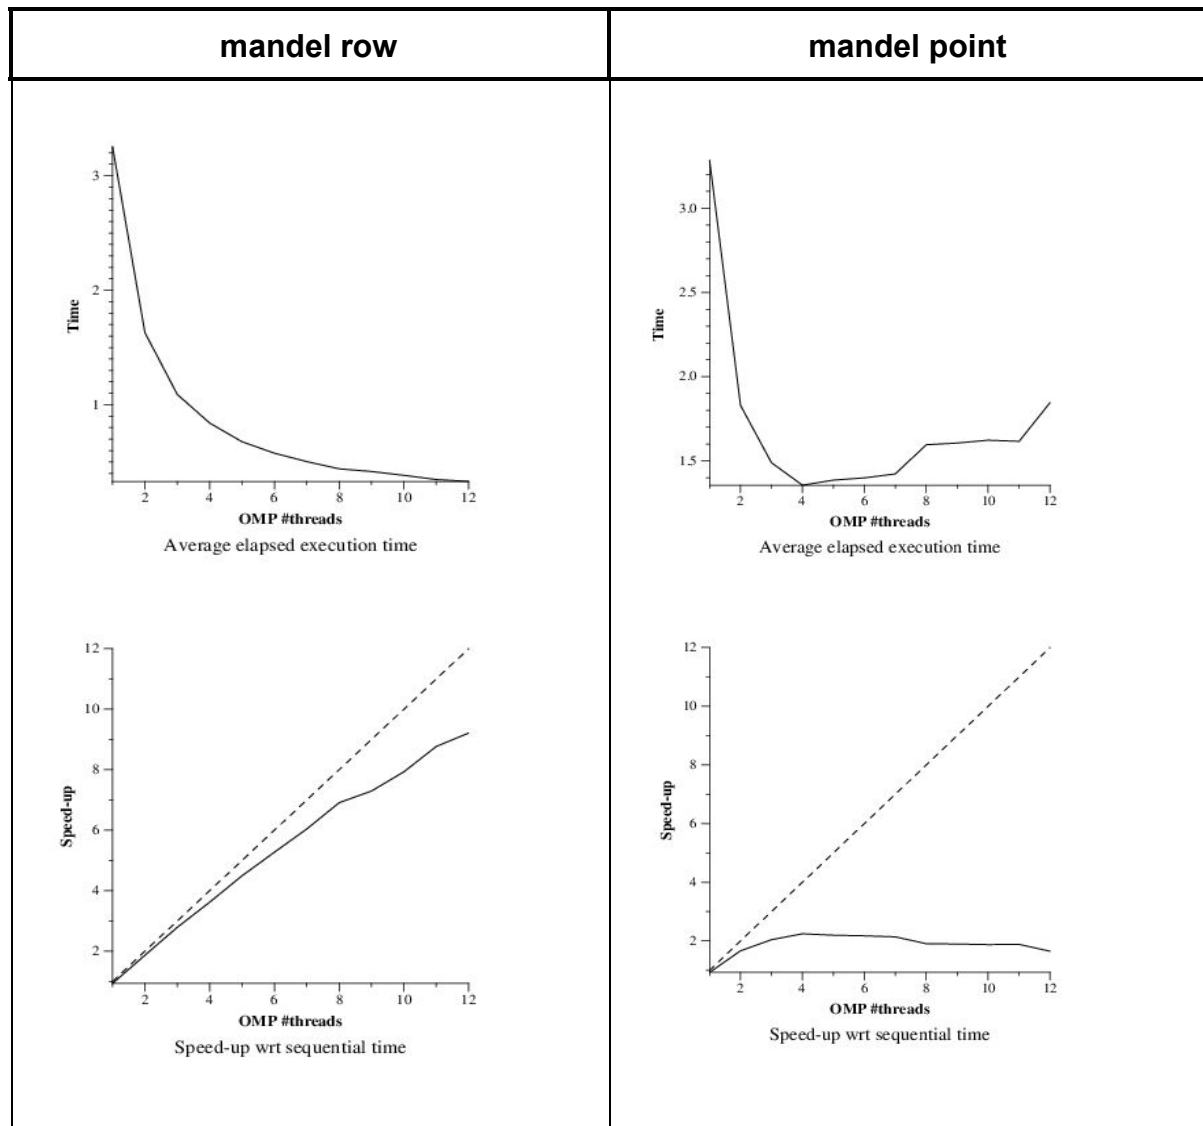 mandel row
mandel point
3
2
1
Time
2 4 6 8 10 12
OMP #threads
Average elapsed execution time
3.0
2.5
2.0
1.5
Time
2 4 6 8 10 12
OMP #threads
Average elapsed execution time
12
10
8
6
4
2
Speed-up
2 4 6 8 10 12
OMP #threads
Speed-up wrt sequential time
12
10
8
6
4
2
Speed-up
2 4 6 8 10 12
OMP #threads
Speed-up wrt sequential time